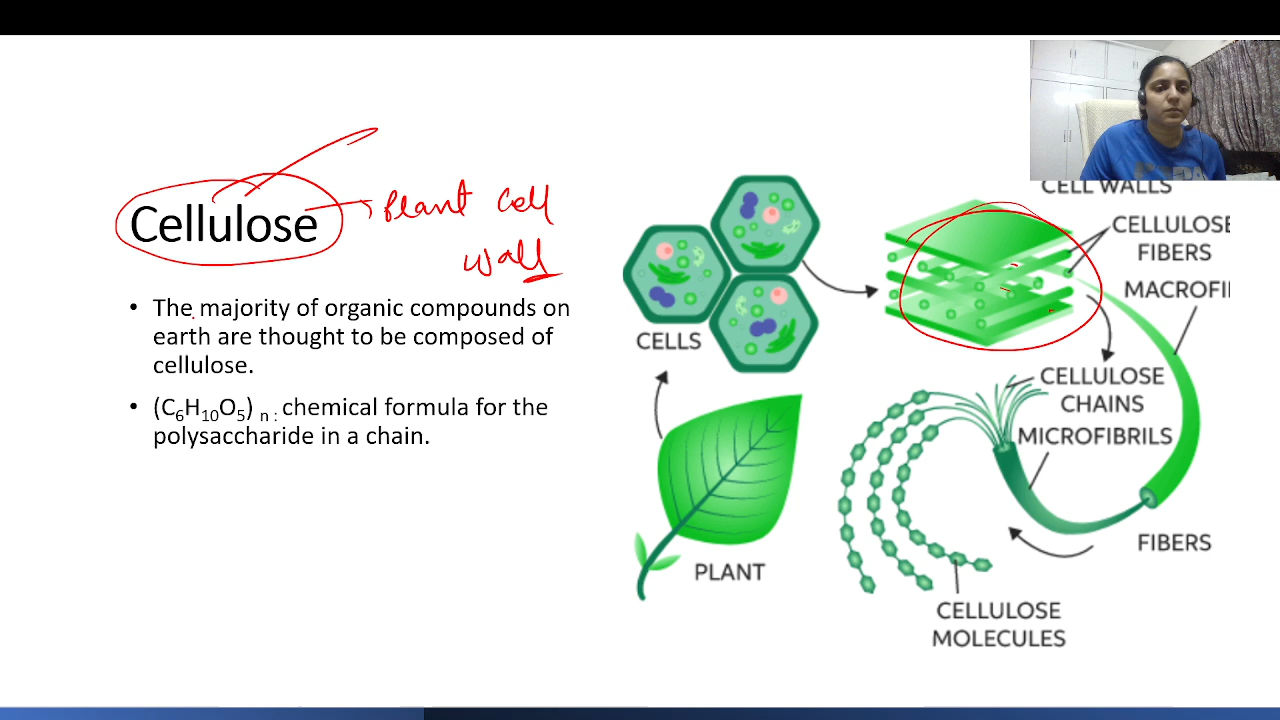 Cellulose
plant cell
wall
• The majority of organic compounds on
earth are thought to be composed of
cellulose.
• (C6H10O5) n : chemical formula for the
polysaccharide in a chain.
CELLS
PLANT
CELL WALLS
CELLULOSE
FIBERS
MACROFI
CELLULOSE
CHAINS
MICROFIBRILS
FIBERS
CELLULOSE
MOLECULES